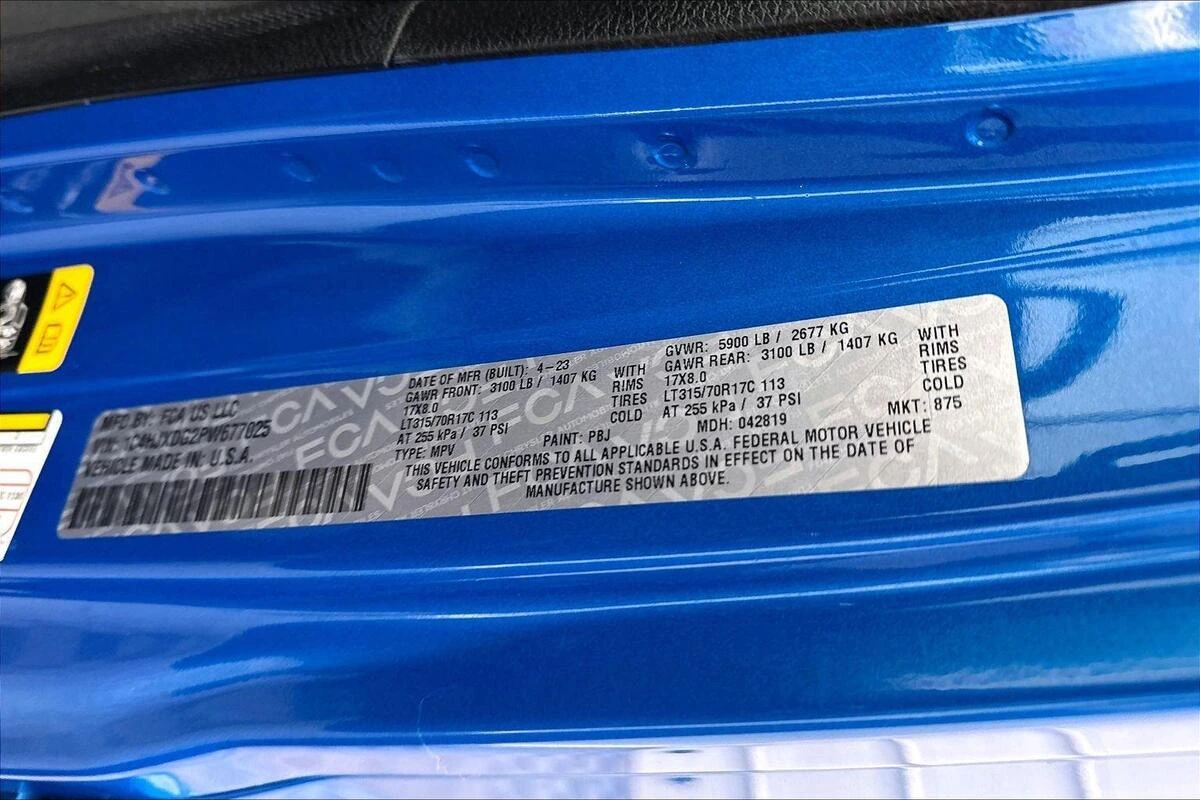 MFD BY: FCA US LLC
VIN: 1C4HJXDG2PW677025
VEHICLE MADE IN: U.S.A.
DATE OF MFR (BUILT): 4-23
GAWR FRONT: 3100 LB / 1407 KG WITH
17X8.0 RIMS
LT315/70R17C 113 TIRES
AT 255 kPa / 37 PSI COLD
TYPE: MPV
PAINT: PBJ
GVWR: 5900 LB / 2677 KG
GAWR REAR: 3100 LB / 1407 KG WITH
17X8.0 RIMS
LT315/70R17C 113 TIRES
AT 255 kPa / 37 PSI COLD
MDH: 042819
MKT: 875
THIS VEHICLE CONFORMS TO ALL APPLICABLE U.S.A. FEDERAL MOTOR VEHICLE
SAFETY AND THEFT PREVENTION STANDARDS IN EFFECT ON THE DATE OF
MANUFACTURE SHOWN ABOVE.